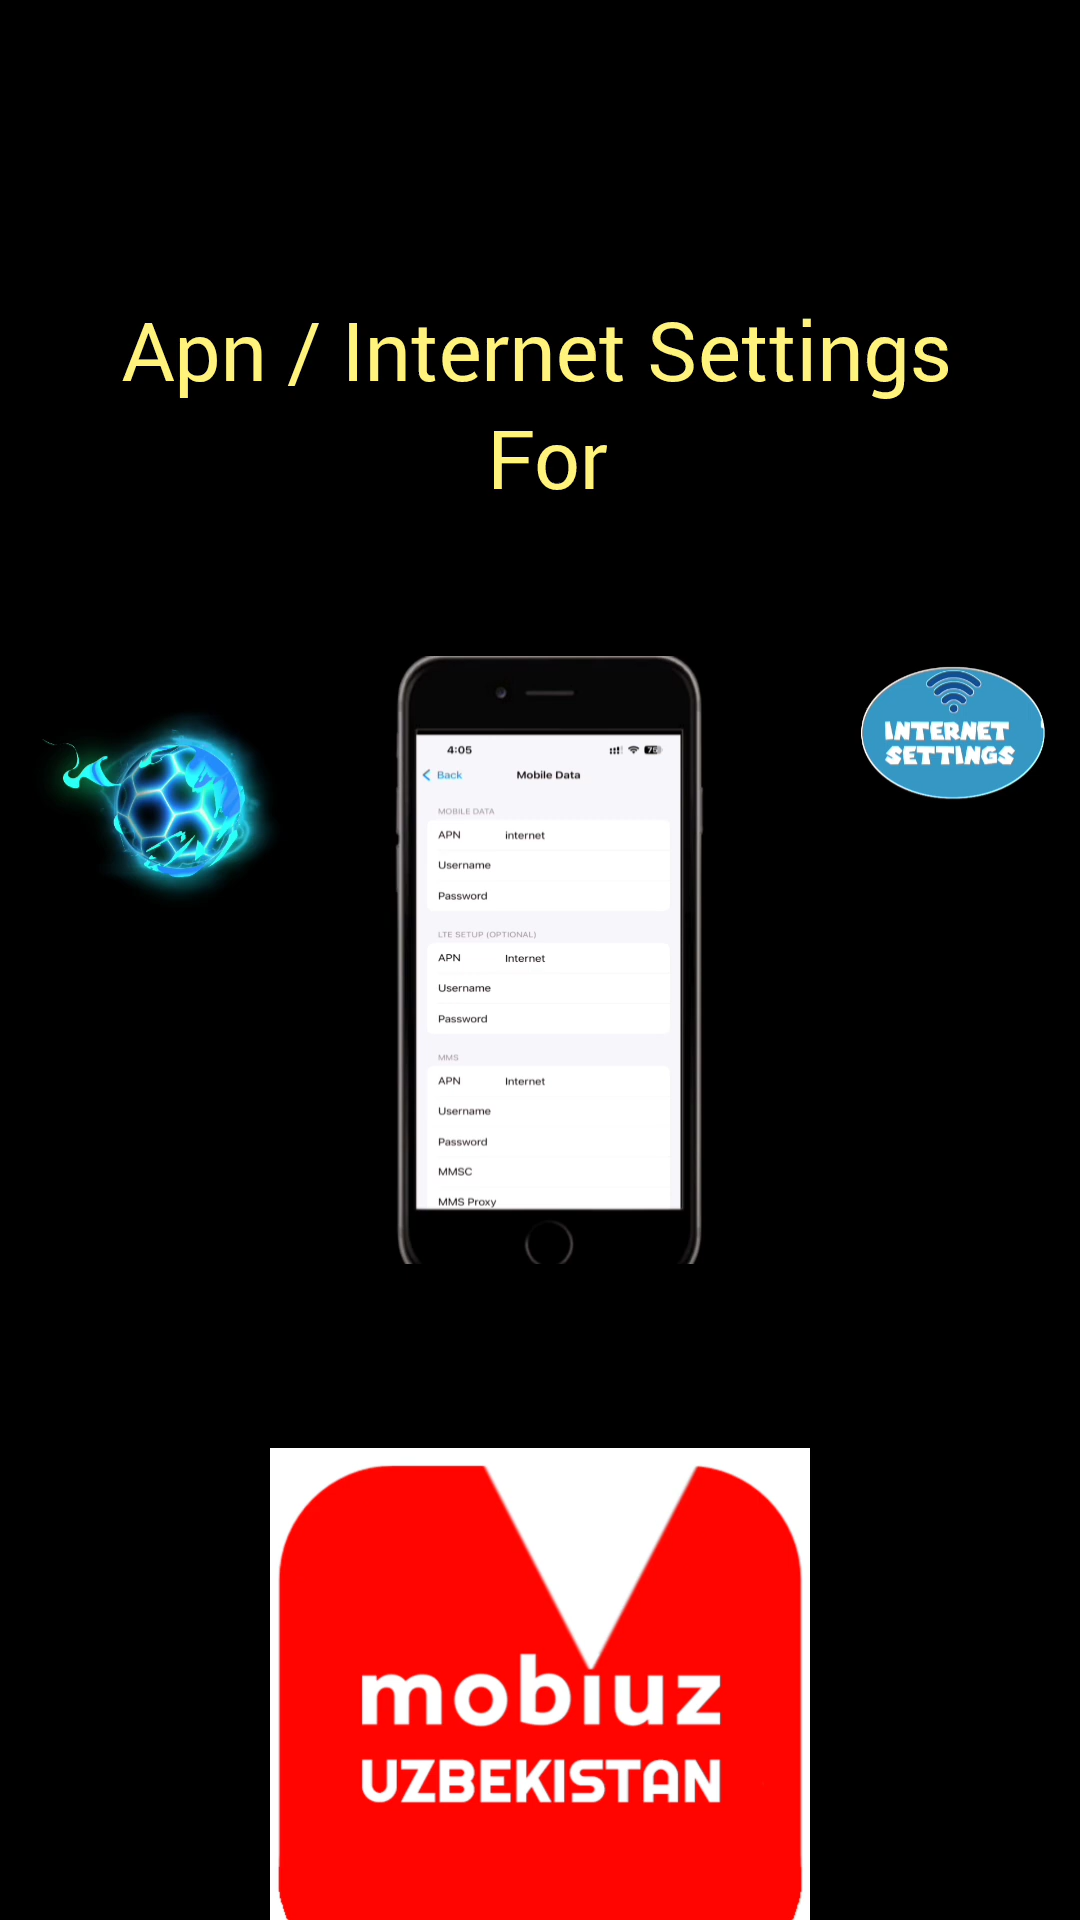 Apn / Internet Settings
For
INTERNET
SETTINGS
4:05
78
Back
Mobile Data
MOBILE DATA
APN internet
Username
Password
LTE SETUP (OPTIONAL)
APN Internet
Username
Password
MMS
APN Internet
Username
Password
MMSC
MMS Proxy
mobiuz
UZBEKISTAN